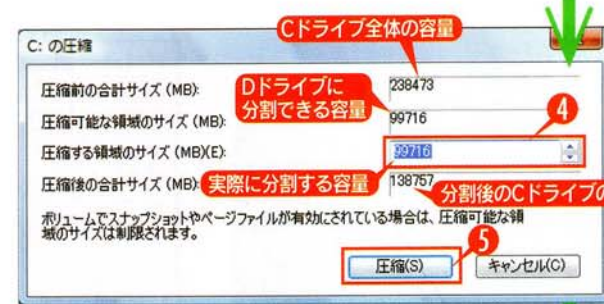 Cドライブ全体の容量
C: の圧縮
圧縮前の合計サイズ (MB):
238473
Dドライブに
分割できる容量
圧縮可能な領域のサイズ (MB):
99716
4
圧縮する領域のサイズ (MB)(E):
99716
圧縮後の合計サイズ (MB):
実際に分割する容量
138757
分割後のCドライブの
ボリュームでスナップショットやページファイルが有効にされている場合は、圧縮可能な領
域のサイズは制限されます。
5
圧縮(S)
キャンセル(C)